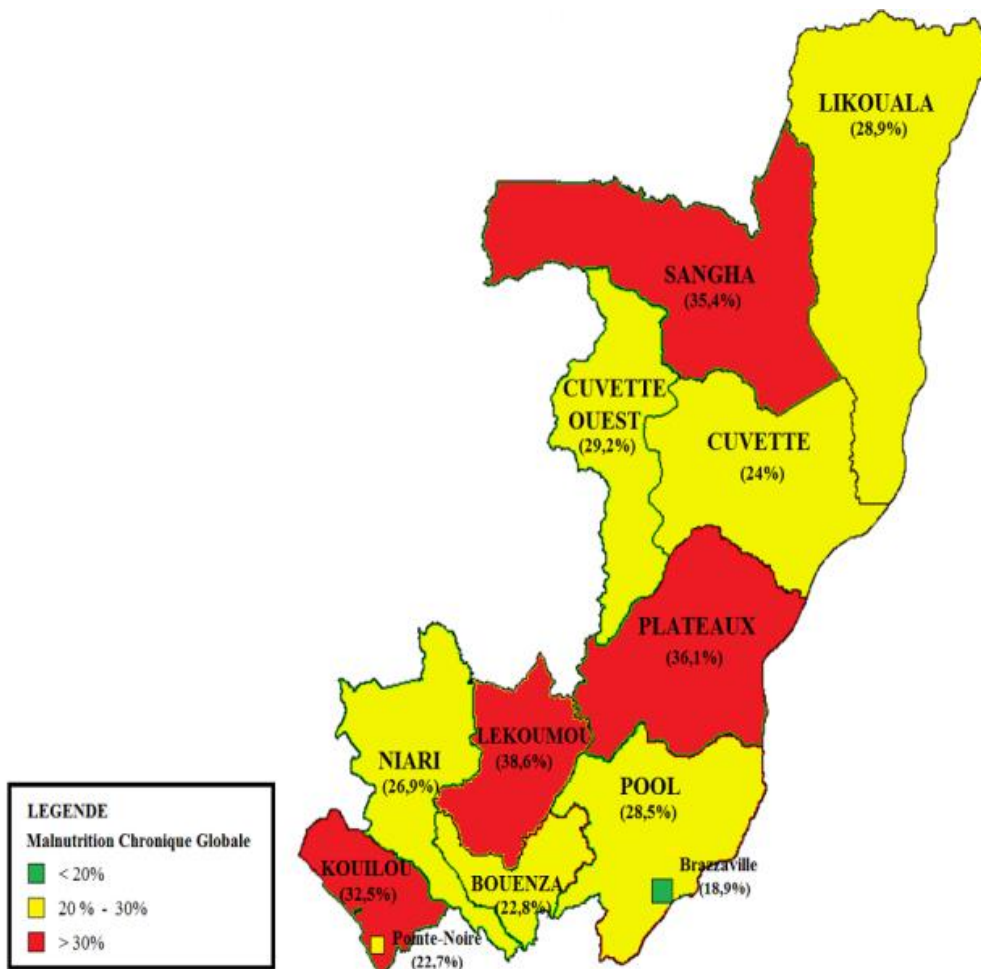 LIKOUALA
(28,9%)
SANGHA
(35,4%)
CUVETTE
OUEST
(29,2%)
CUVETTE
(24%)
PLATEAUX
(36,1%)
LEKOUMOU
(38,6%)
NIARI
(26,9%)
POOL
(28,5%)
Brazzaville
(18,9%)
KOUILOU
(32,5%)
BOUENZA
(22,8%)
Pointe-Noire
(22,7%)
LEGENDE
Malnutrition Chronique Globale
< 20%
20 % - 30%
> 30%